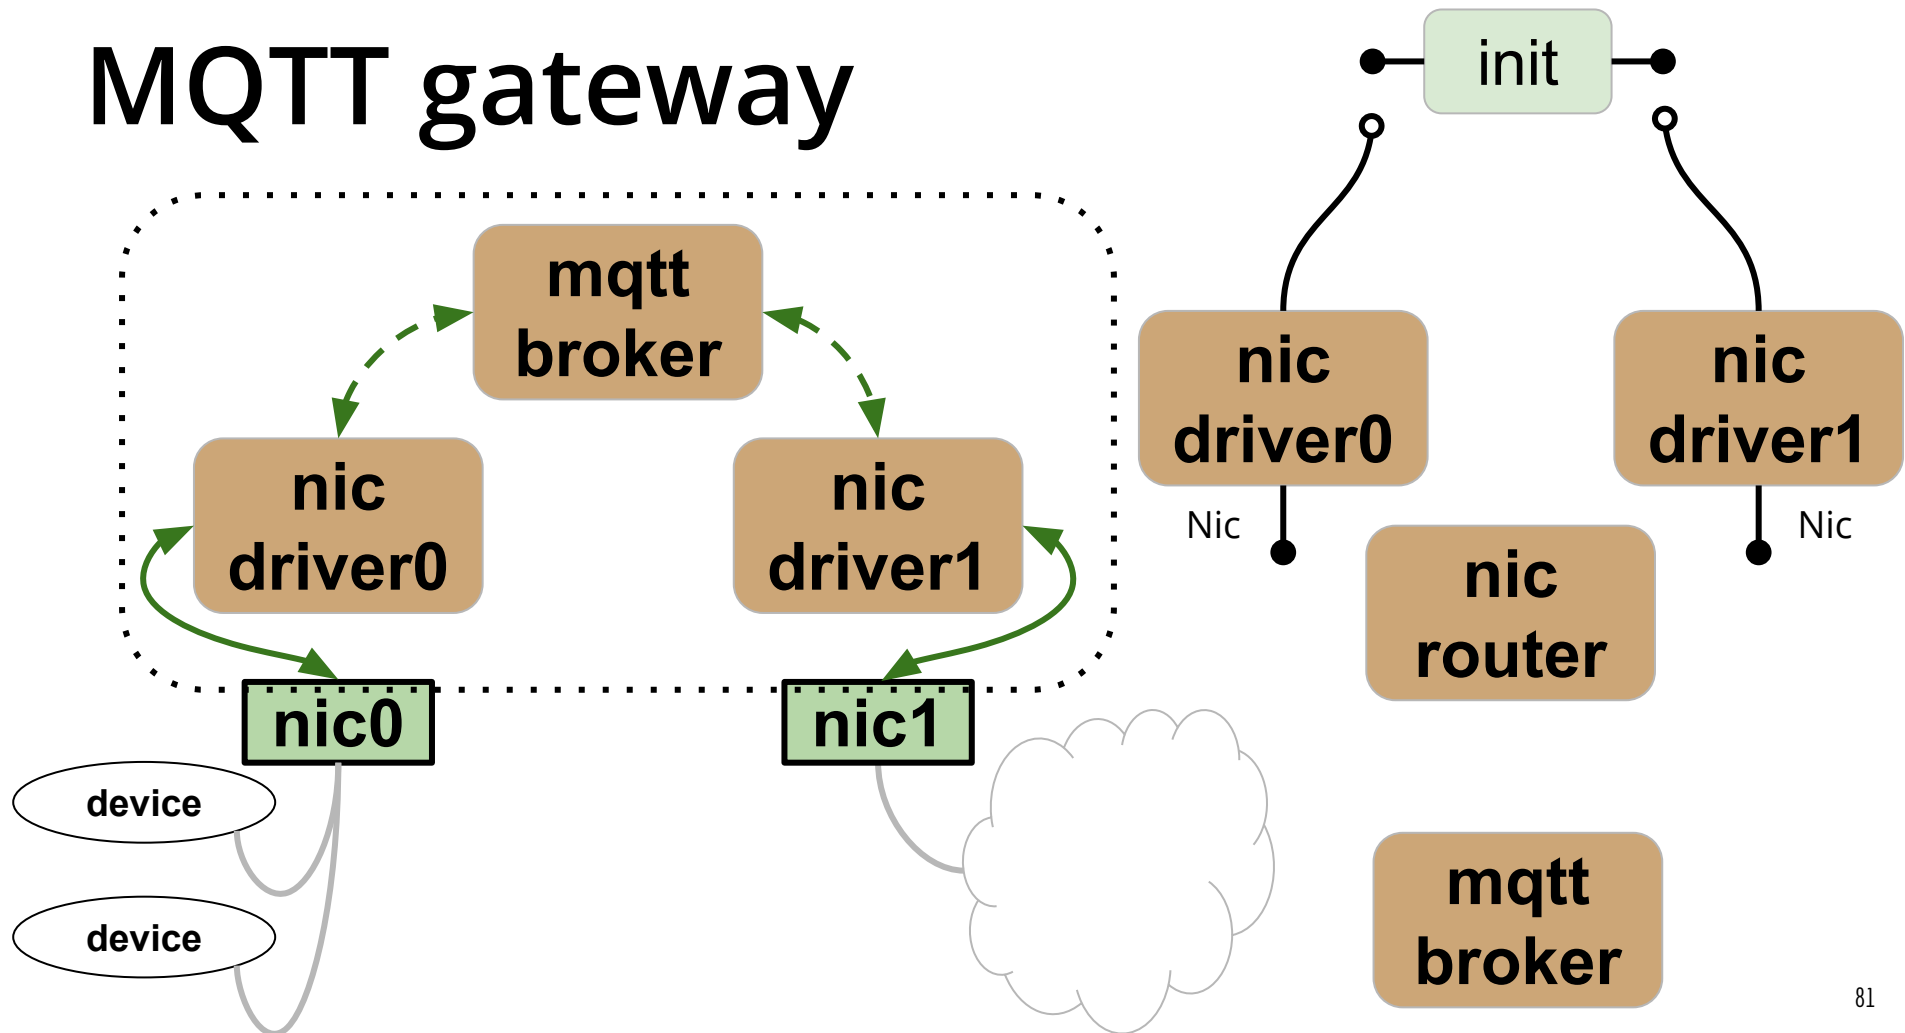 MQTT gateway
init
mqtt
broker
nic
driver0
nic
driver1
nic0
nic1
device
device
nic
driver0
nic
driver1
Nic
Nic
nic
router
mqtt
broker
81